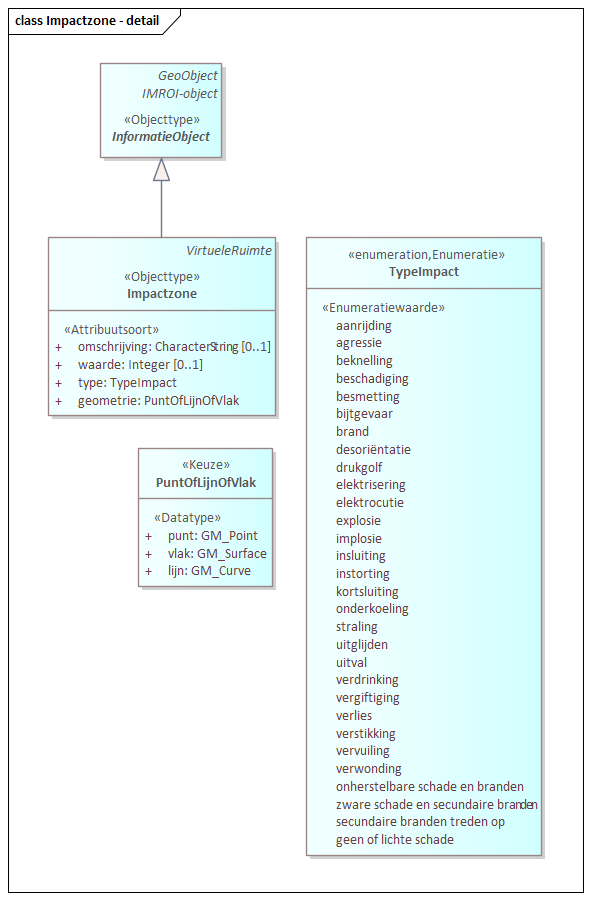 class Impactzone - detail
GeoObject
IMROI-object
«Objecttype»
InformatieObject
VirtueleRuimte
«Objecttype»
Impactzone
«Attribuutsoort»
+ omschrijving: CharacterString [0..1]
+ waarde: Integer [0..1]
+ type: TypeImpact
+ geometrie: PuntOfLijnOfVlak
«Keuze»
PuntOfLijnOfVlak
«Datatype»
+ punt: GM_Point
+ vlak: GM_Surface
+ lijn: GM_Curve
«enumeration,Enumeratie»
TypeImpact
«Enumeratiewaarde»
aanrijding
agressie
beknelling
beschadiging
besmetting
bijtgevaar
brand
desoriëntatie
drukgolf
elektrisering
elektrocutie
explosie
implosie
insluiting
instorting
kortsluiting
onderkoeling
straling
uitglijden
uitval
verdrinking
vergiftiging
verlies
verstikking
vervuiling
verwonding
onherstelbare schade en branden
zware schade en secundaire branden
secundaire branden treden op
geen of lichte schade